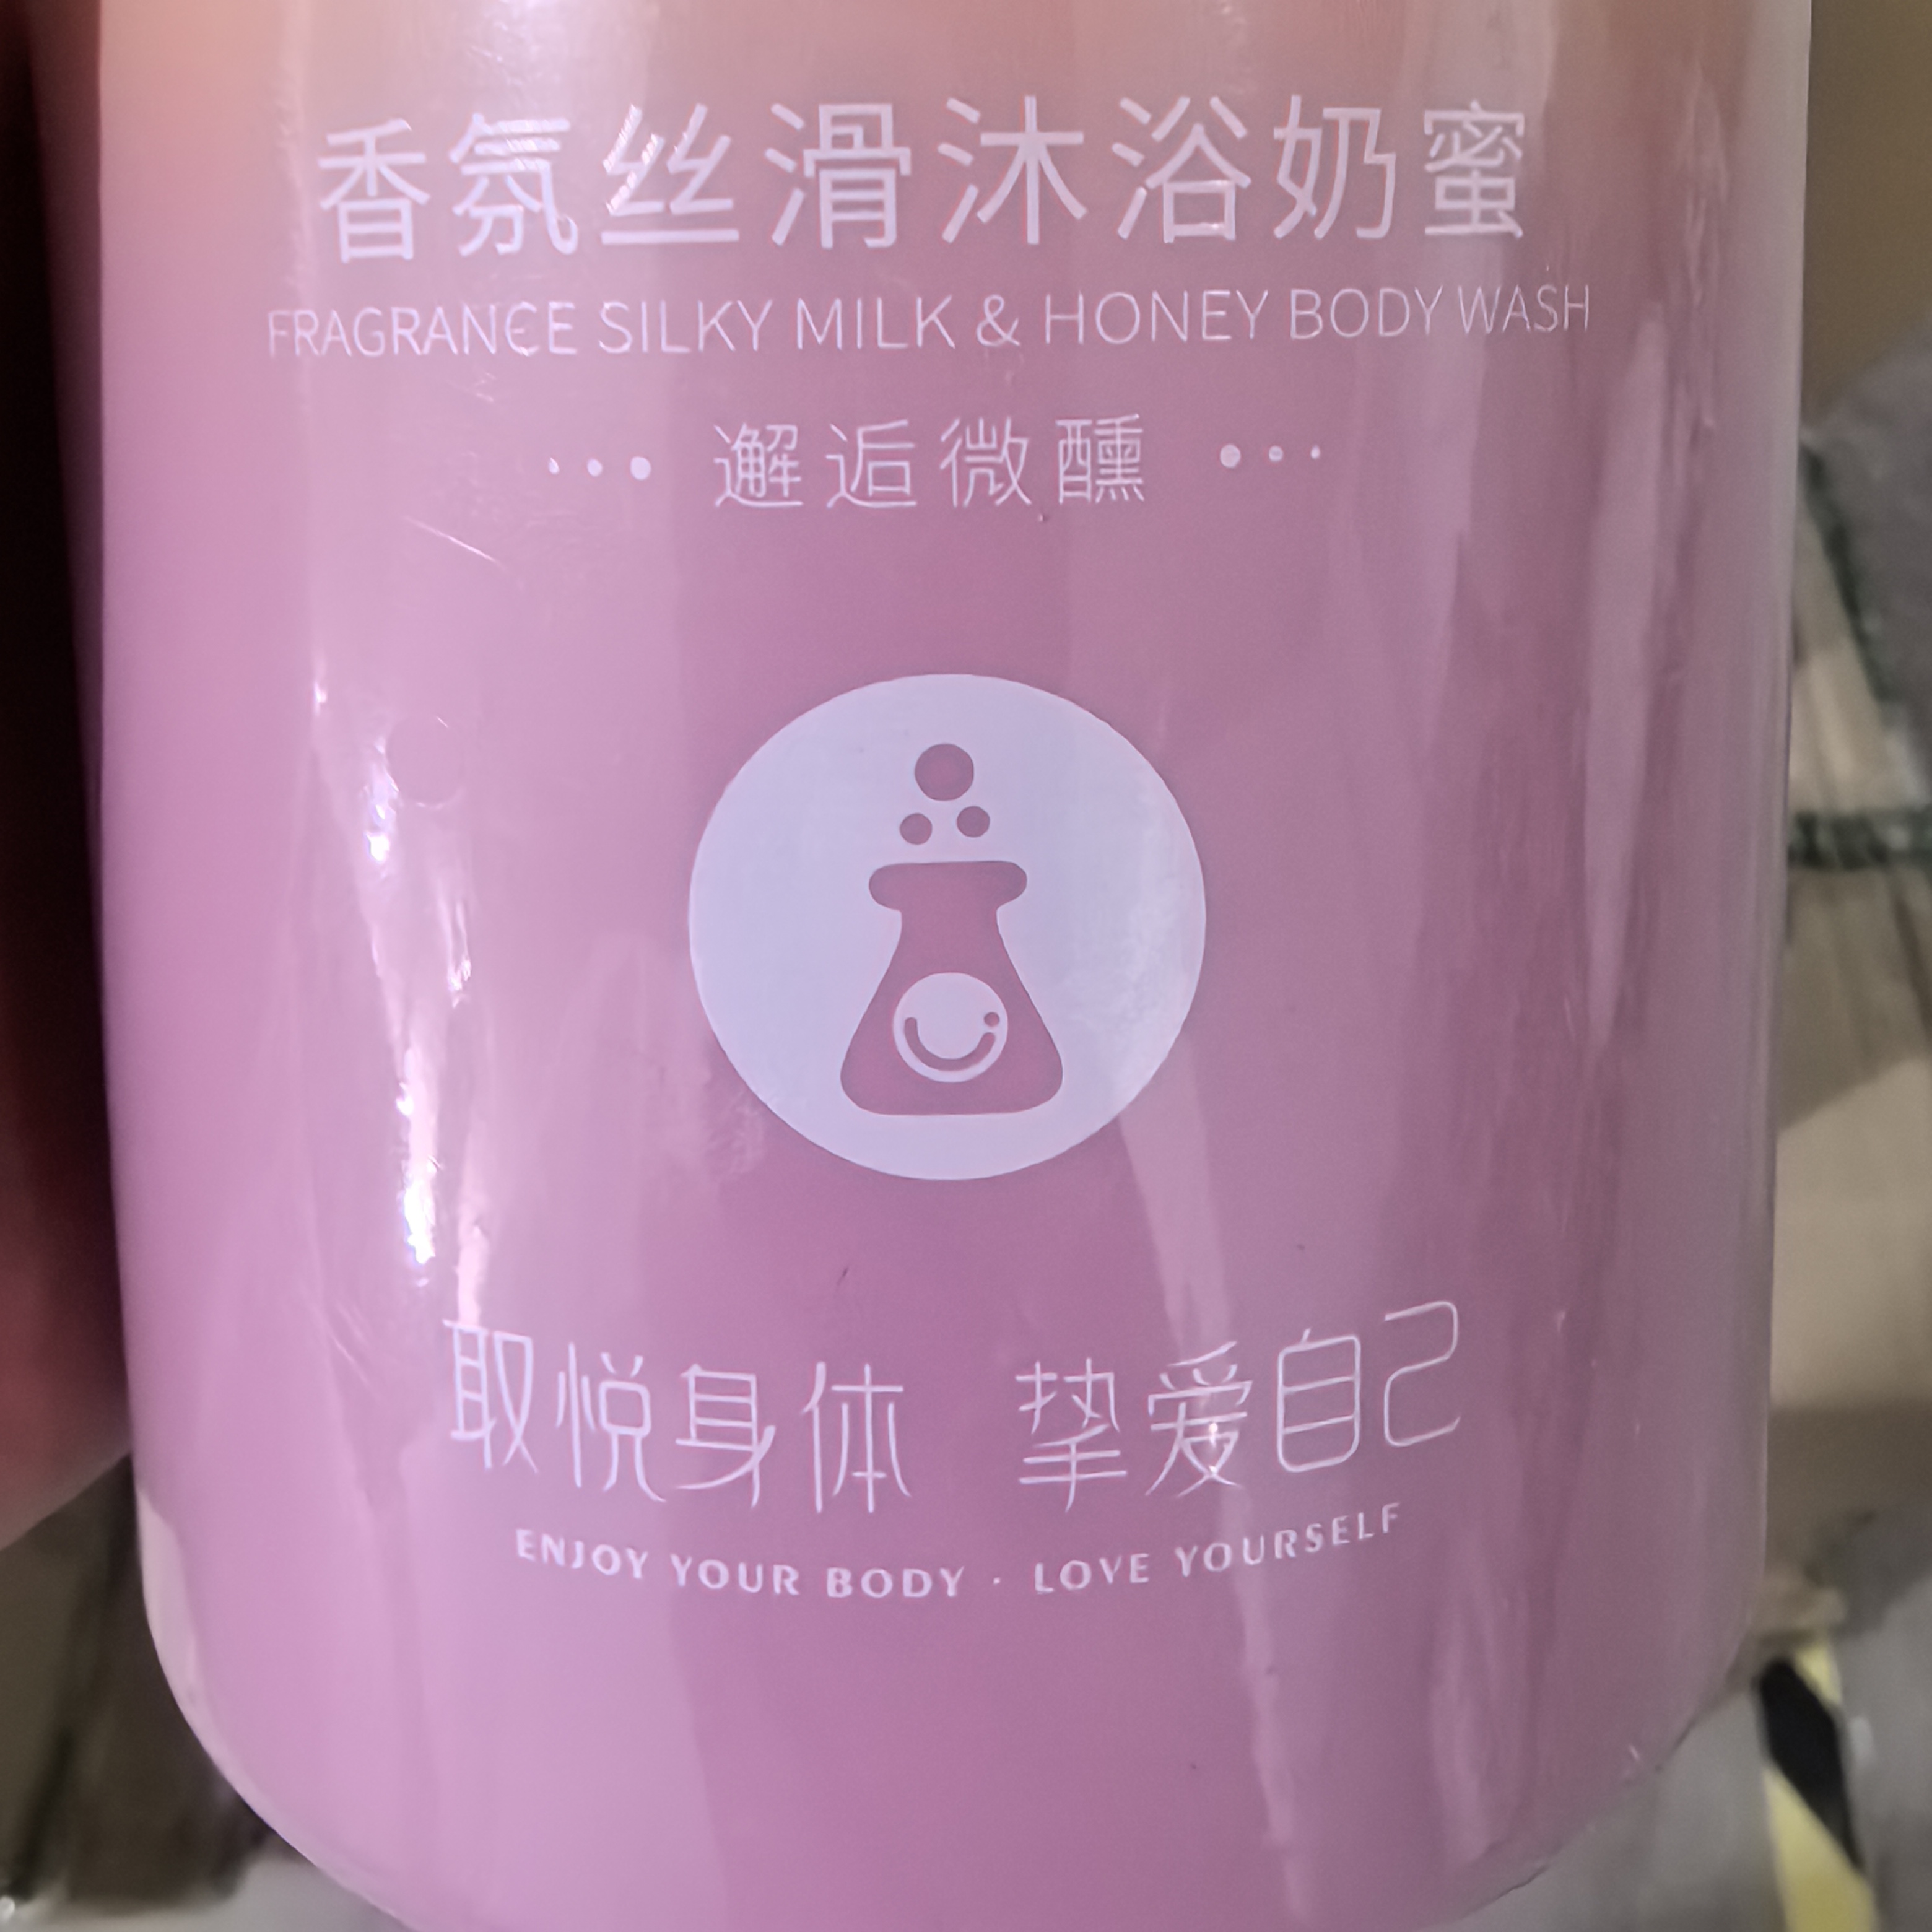 香氛丝滑沐浴奶蜜
FRAGRANCE SILKY MILK & HONEY BODY WASH
••• 邂逅微醺 •••
取悦身体 挚爱自己
ENJOY YOUR BODY · LOVE YOURSELF